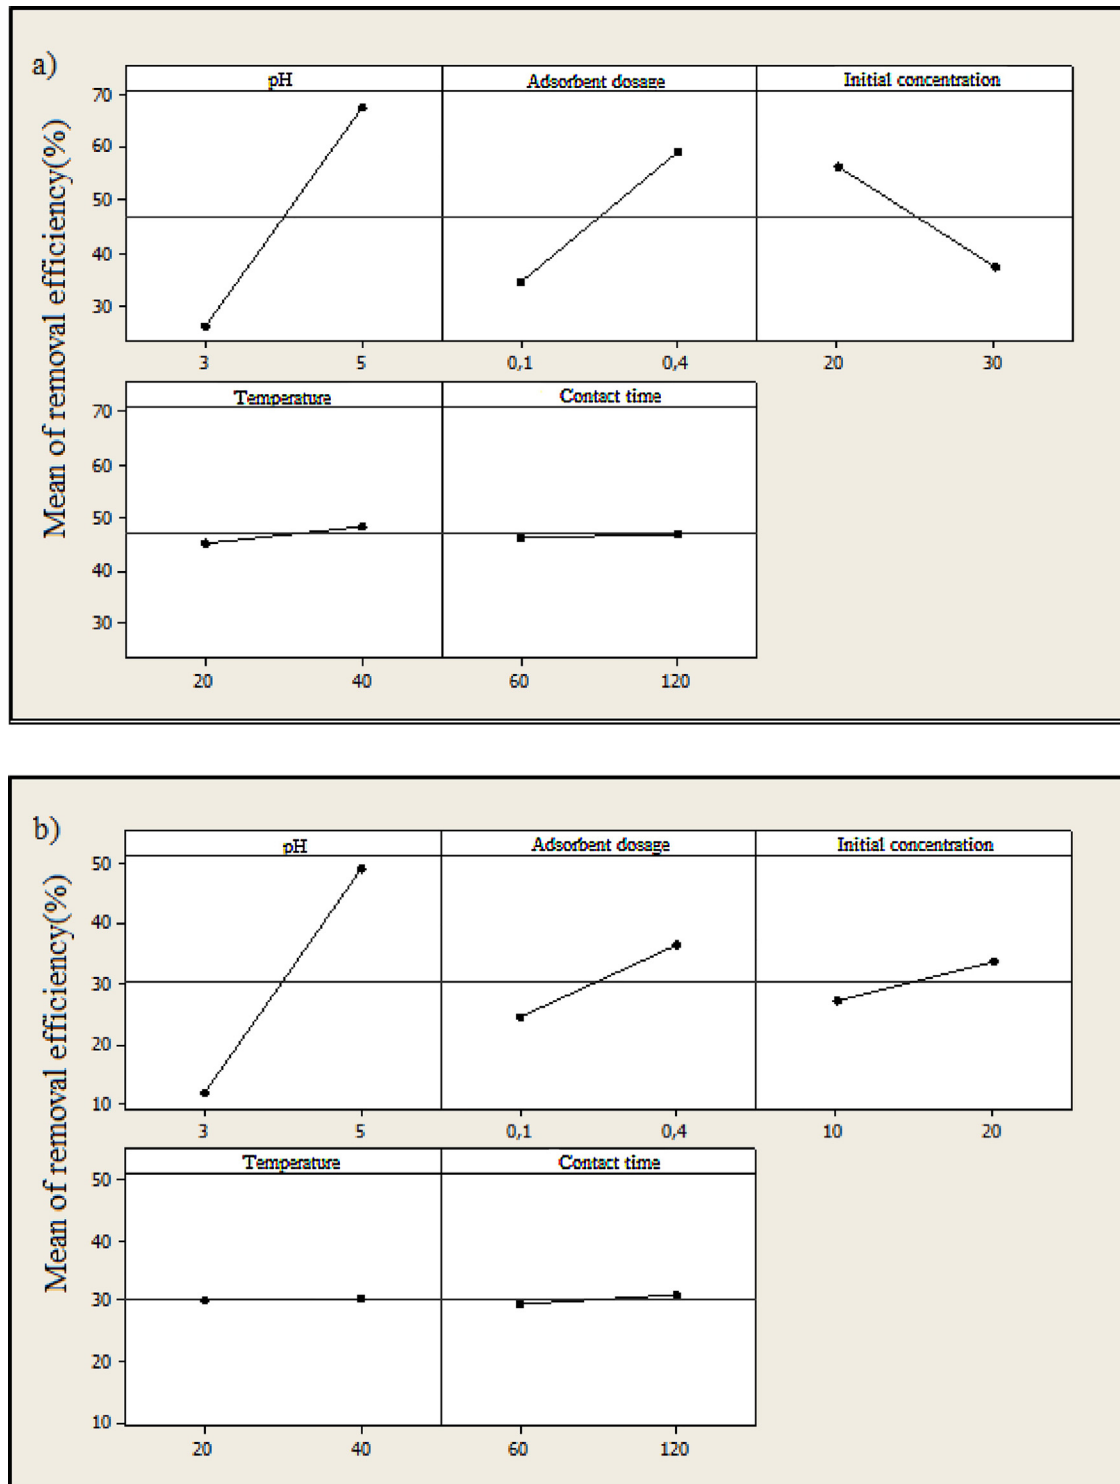 a)
Mean of removal efficiency(%)
pH Adsorbent dosage Initial concentration
70
60
50
40
30
3 5 0,1 0,4 20 30
Temperature Contact time
70
60
50
40
30
20 40 60 120
b)
Mean of removal efficiency(%)
pH Adsorbent dosage Initial concentration
50
40
30
20
10
3 5 0,1 0,4 10 20
Temperature Contact time
50
40
30
20
10
20 40 60 120